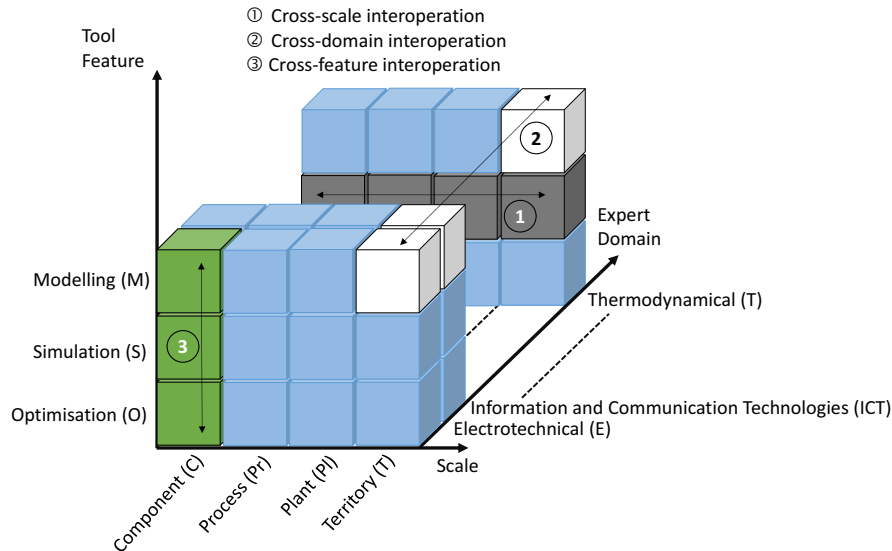 ① Cross-scale interoperation
② Cross-domain interoperation
③ Cross-feature interoperation
Tool
Feature
2
1
Expert
Domain
Modelling (M)
Thermodynamical (T)
Simulation (S)
3
Optimisation (O)
Information and Communication Technologies (ICT)
Electrotechnical (E)
Scale
Component (C)
Process (Pr)
Plant (Pl)
Territory (T)